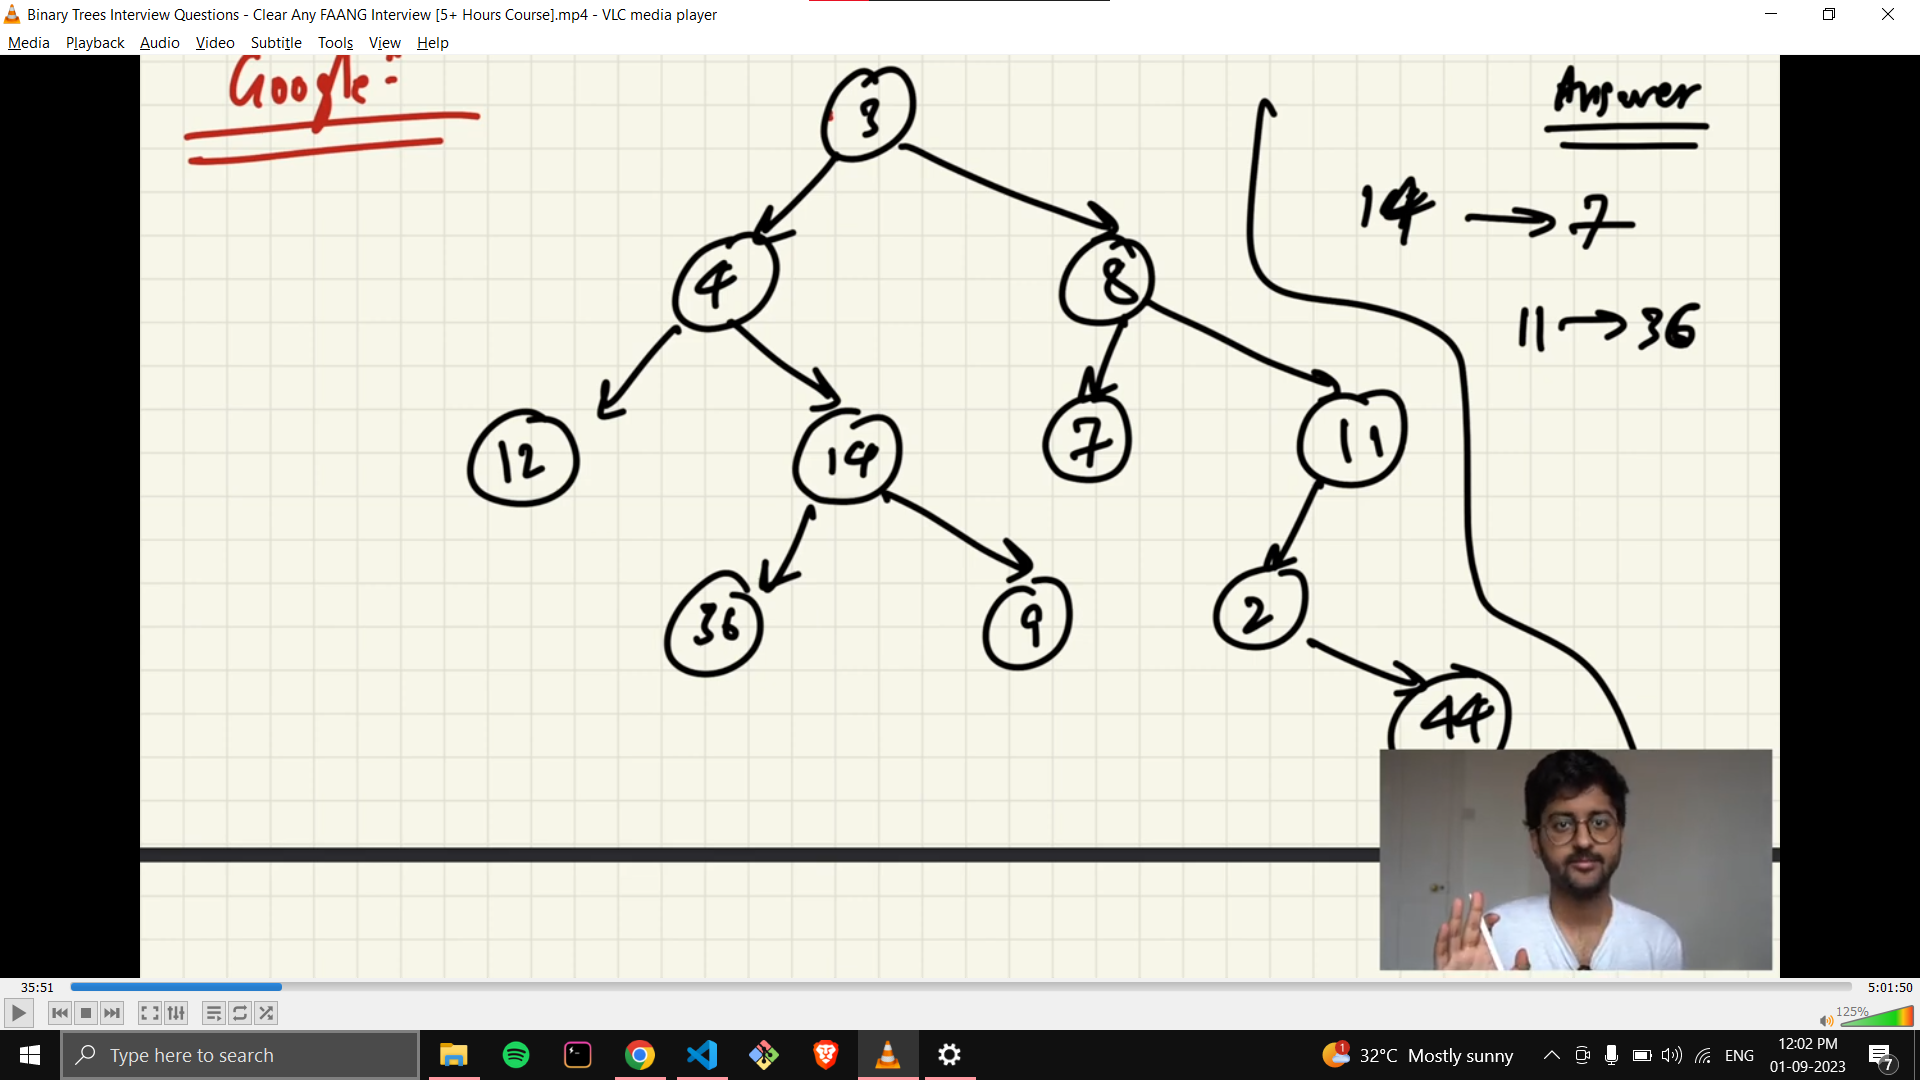 Binary Trees Interview Questions - Clear Any FAANG Interview [5+ Hours Course].mp4 - VLC media player
Media Playback Audio Video Subtitle Tools View Help
Google:
Answer
3
14 → 7
4
8
11 → 36
12
14
7
11
36
9
2
44
35:51
5:01:50
125%
Type here to search
1
32°C Mostly sunny
ENG
12:02 PM
01-09-2023
7